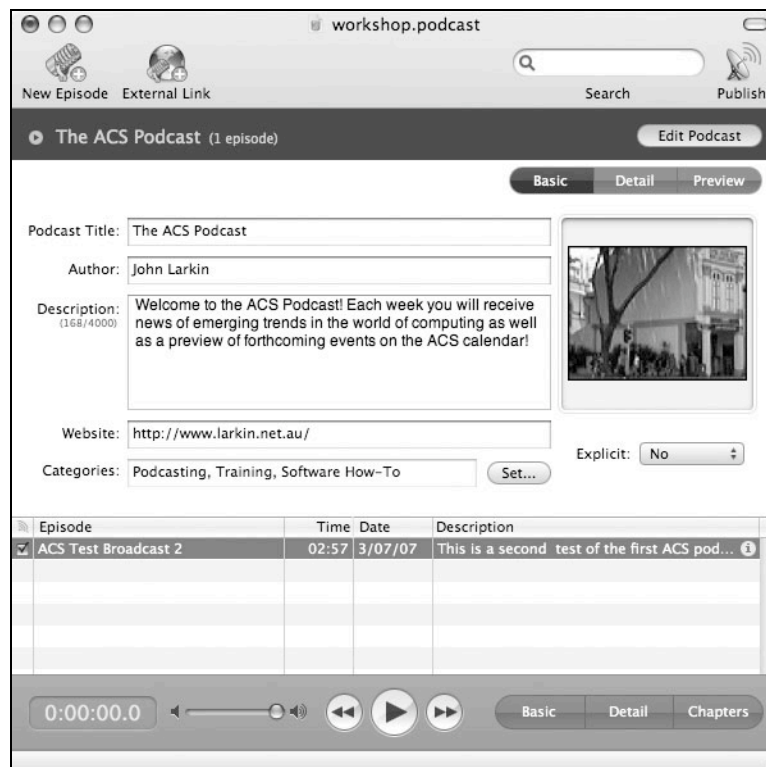 workshop.podcast
New Episode External Link Search Publish
The ACS Podcast (1 episode) Edit Podcast
Basic Detail Preview
Podcast Title: The ACS Podcast
Author: John Larkin
Description: Welcome to the ACS Podcast! Each week you will receive
(168/4000) news of emerging trends in the world of computing as well
as a preview of forthcoming events on the ACS calendar!
Website: http://www.larkin.net.au/
Explicit: No
Categories: Podcasting, Training, Software How-To Set...
Episode Time Date Description
ACS Test Broadcast 2 02:57 3/07/07 This is a second test of the first ACS pod...
0:00:00.0 Basic Detail Chapters